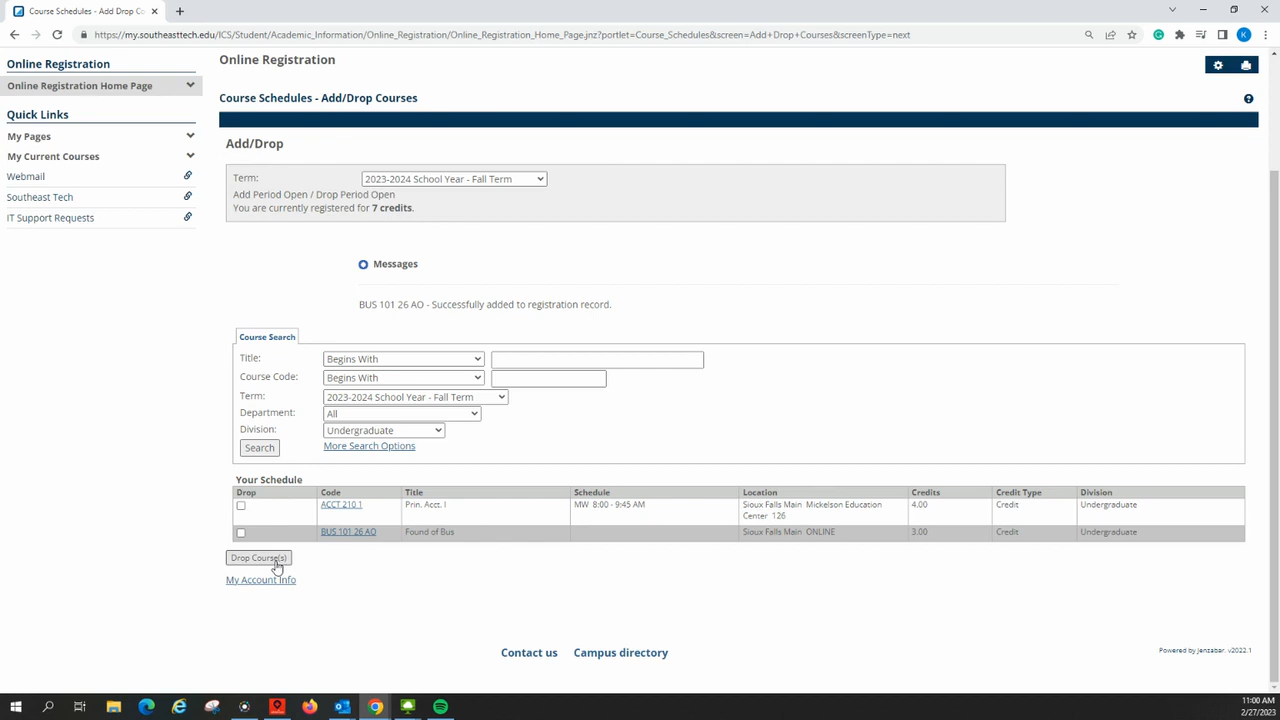 Course Schedules - Add/Drop Co
https://my.southeasttech.edu/ICS/Student/Academic_Information/Online_Registration/Online_Registration_Home_Page.jnz?portlet=Course_Schedules&screen=Add+Drop+Courses&screenType=next
K
Online Registration
Online Registration Home Page
Quick Links
My Pages
My Current Courses
Webmail
Southeast Tech
IT Support Requests
Online Registration
Course Schedules - Add/Drop Courses
Add/Drop
Term: 2023-2024 School Year - Fall Term
Add Period Open / Drop Period Open
You are currently registered for 7 credits.
Messages
BUS 101 26 AO - Successfully added to registration record.
Course Search
Title: Begins With
Course Code: Begins With
Term: 2023-2024 School Year - Fall Term
Department: All
Division: Undergraduate
Search More Search Options
Your Schedule
Drop Code Title Schedule Location Credits Credit Type Division
ACCT 210 1 Prin. Acct. I MW 8:00 - 9:45 AM Sioux Falls Main Mickelson Education 4.00 Credit Undergraduate
Center 126
BUS 101 26 AO Found of Bus Sioux Falls Main ONLINE 3.00 Credit Undergraduate
Drop Course(s)
My Account Info
Contact us Campus directory
Powered by Jenzabar. v2022.1
11:00 AM
2/27/2023